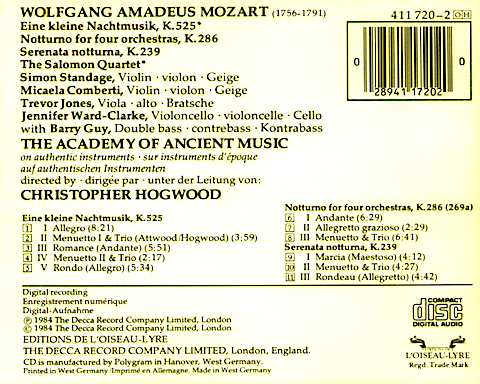 WOLFGANG AMADEUS MOZART (1756-1791)
411 720-2 OH
Eine kleine Nachtmusik, K.525*
Notturno for four orchestras, K.286
Serenata notturna, K.239
The Salomon Quartet*
Simon Standage, Violin · violon · Geige
Micaela Comberti, Violin · violon · Geige
Trevor Jones, Viola · alto · Bratsche
Jennifer Ward-Clarke, Violoncello · violoncelle · Cello
with Barry Guy, Double bass · contrebass · Kontrabass
0 28941 17202 0
THE ACADEMY OF ANCIENT MUSIC
on authentic instruments · sur instruments d'époque
auf authentischen Instrumenten
directed by · dirigée par · unter der Leitung von:
CHRISTOPHER HOGWOOD
Eine kleine Nachtmusik, K.525
1 I Allegro (8:21)
2 II Menuetto I & Trio (Attwood/Hogwood) (3:59)
3 III Romance (Andante) (5:51)
4 IV Menuetto II & Trio (2:17)
5 V Rondo (Allegro) (5:34)
Notturno for four orchestras, K.286 (269a)
6 I Andante (6:29)
7 II Allegretto grazioso (2:29)
8 III Menuetto & Trio (6:41)
Serenata notturna, K.239
9 I Marcia (Maestoso) (4:12)
10 II Menuetto & Trio (4:27)
11 III Rondeau (Allegretto) (4:42)
Digital recording
Enregistrement numérique
Digital-Aufnahme
℗ 1984 The Decca Record Company Limited, London
© 1984 The Decca Record Company Limited, London
EDITIONS DE L'OISEAU-LYRE
THE DECCA RECORD COMPANY LIMITED, London, England.
CD is manufactured by Polygram in Hanover, West Germany.
Printed in West Germany/Imprimé en Allemagne. Made in West Germany
COMPACT
disc
DIGITAL AUDIO
L'OISEAU-LYRE
Regd. Trade Mark